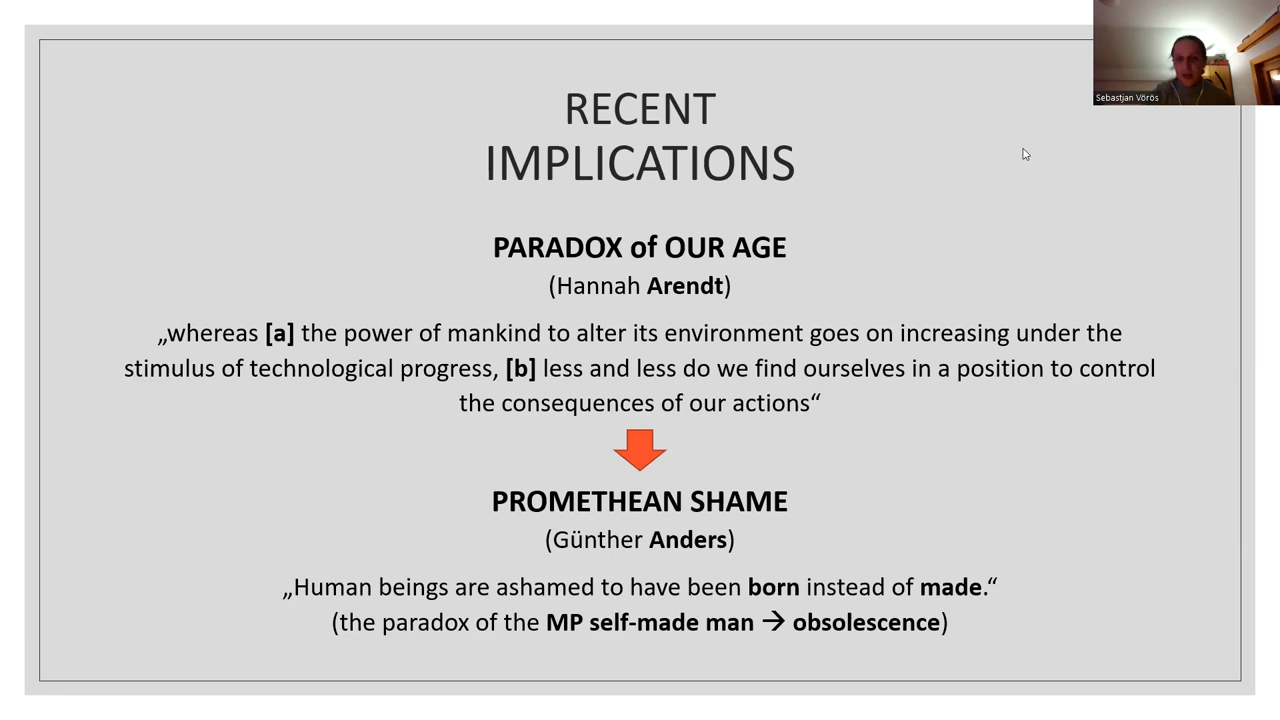 Sebastjan Vörös
RECENT
IMPLICATIONS
PARADOX of OUR AGE
(Hannah Arendt)
„whereas [a] the power of mankind to alter its environment goes on increasing under the
stimulus of technological progress, [b] less and less do we find ourselves in a position to control
the consequences of our actions“
PROMETHEAN SHAME
(Günther Anders)
„Human beings are ashamed to have been born instead of made.“
(the paradox of the MP self-made man → obsolescence)